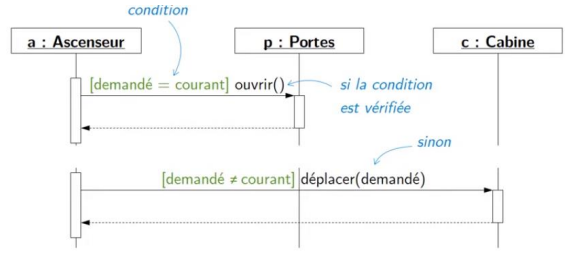 condition
a : Ascenseur
p : Portes
c : Cabine
[demandé = courant] ouvrir()
si la condition
est vérifiée
sinon
[demandé ≠ courant] déplacer(demandé)